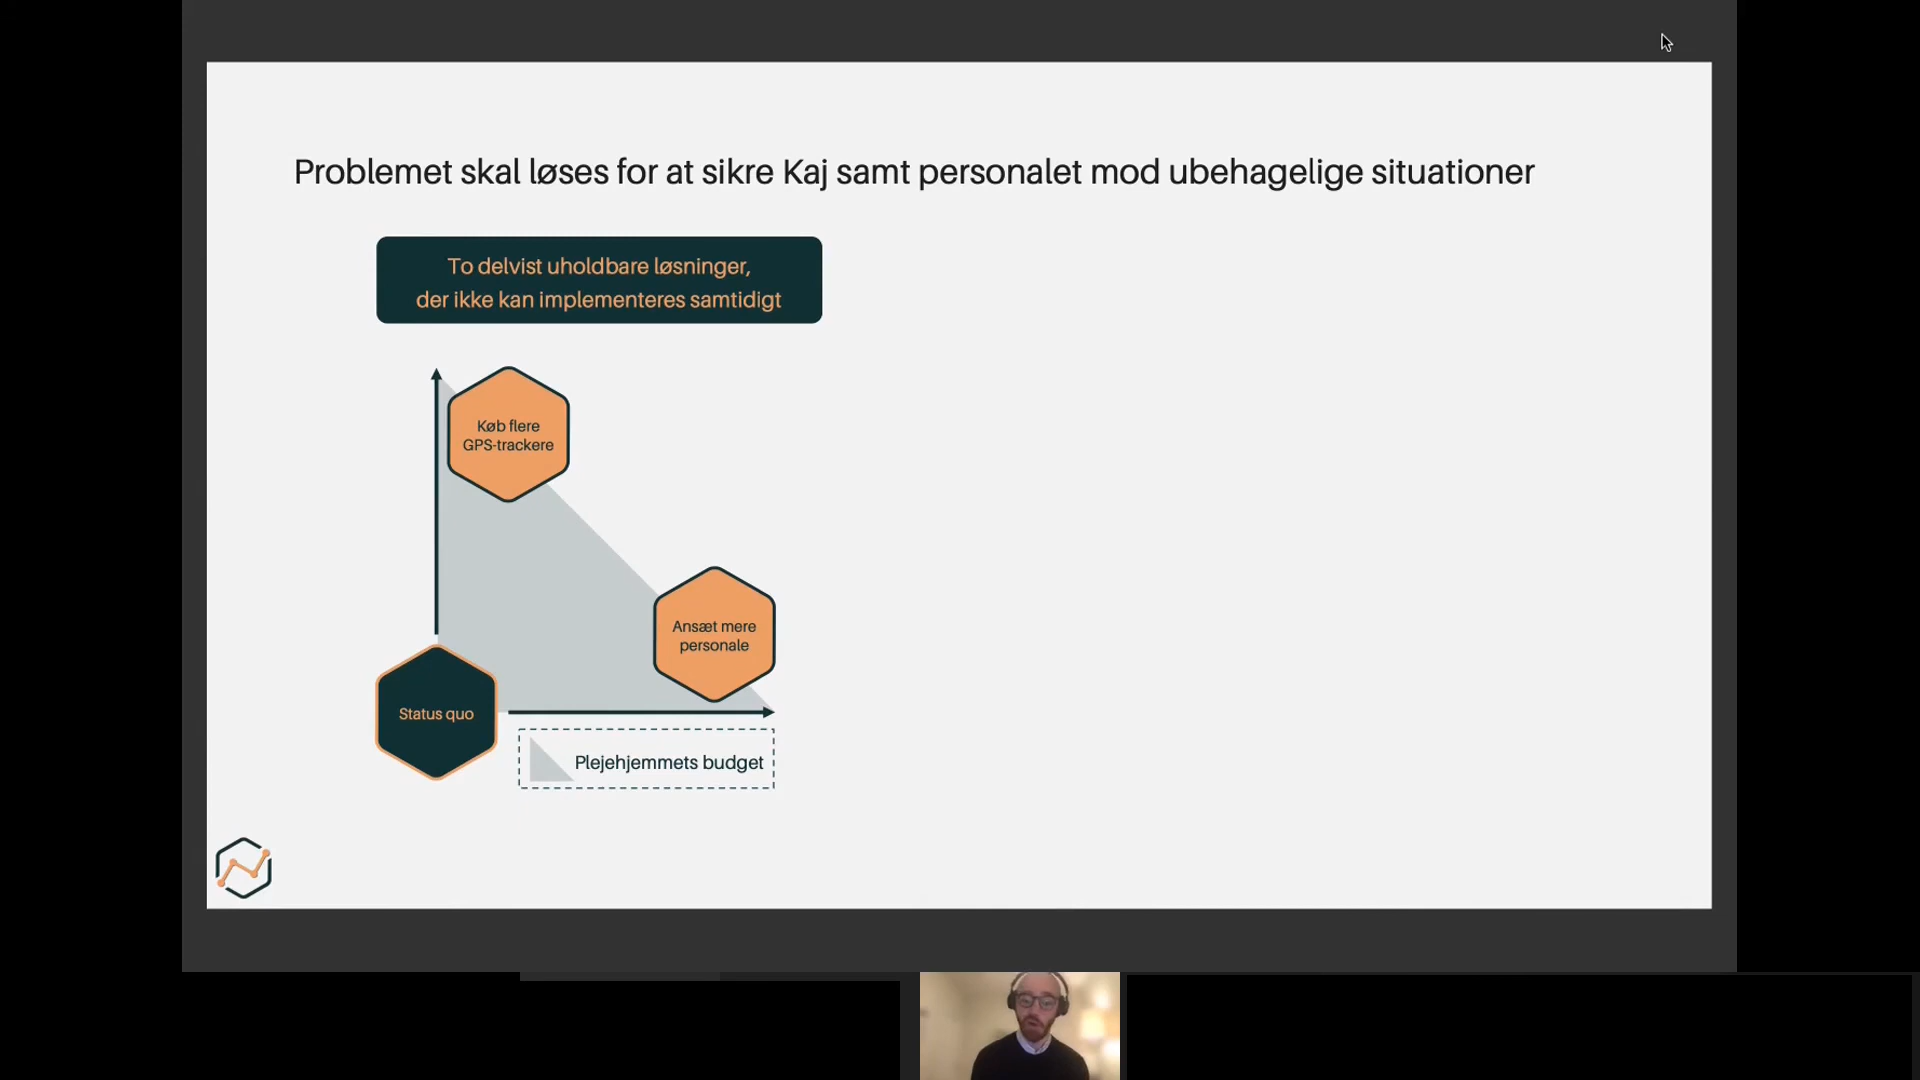 Problemet skal løses for at sikre Kaj samt personalet mod ubehagelige situationer
To delvist uholdbare løsninger,
der ikke kan implementeres samtidigt
Køb flere
GPS-trackere
Ansæt mere
personale
Status quo
Plejehjemmets budget